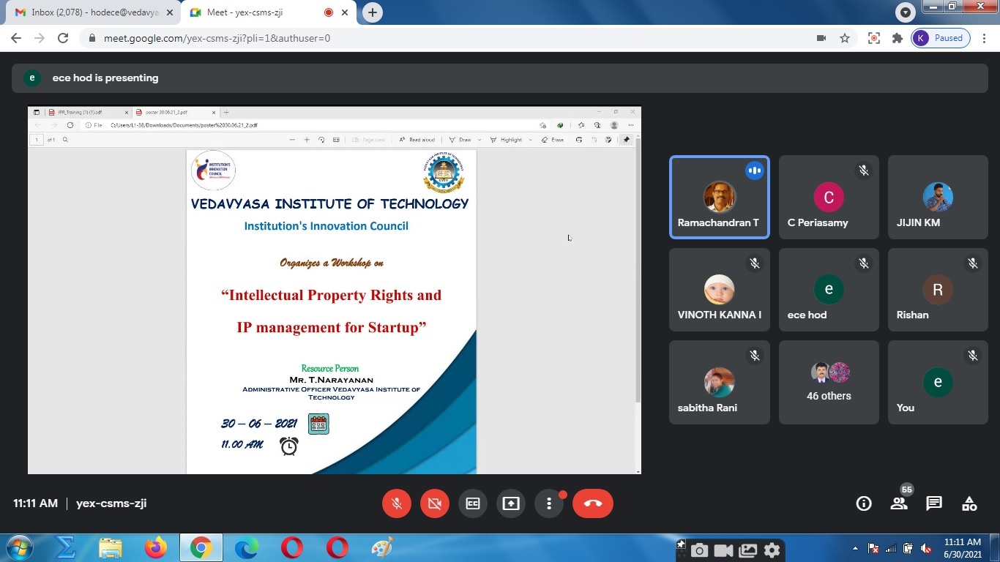 Inbox (2,078) - hodece@vedavya
Meet - yex-csms-zji
meet.google.com/yex-csms-zji?pli=1&authuser=0
K Paused
e ece hod is presenting
IPR_Training (1) (1).pdf
poster 30.06.21_2.pdf
File C:/Users/L1-38/Downloads/Documents/poster%2030.06.21_2.pdf
1 of 1
Page view
Read aloud
Draw
Highlight
Erase
INSTITUTION'S
INNOVATION
COUNCIL
VEDAVYASA INSTITUTE OF TECHNOLOGY
Institution's Innovation Council
Organizes a Workshop on
“Intellectual Property Rights and
IP management for Startup”
Resource Person
Mr. T.Narayanan
Administrative Officer Vedavyasa Institute of
Technology
30 – 06 – 2021
11.00 AM
Ramachandran T
C
C Periasamy
JIJIN KM
VINOTH KANNA I
e
ece hod
R
Rishan
sabitha Rani
46 others
e
You
11:11 AM | yex-csms-zji
CC
55
11:11 AM
6/30/2021